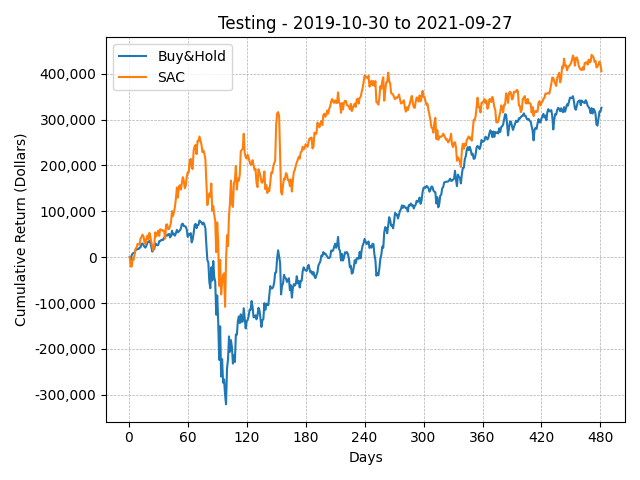 Testing - 2019-10-30 to 2021-09-27
Buy&Hold
SAC
Cumulative Return (Dollars)
400,000
300,000
200,000
100,000
0
-100,000
-200,000
-300,000
0 60 120 180 240 300 360 420 480
Days